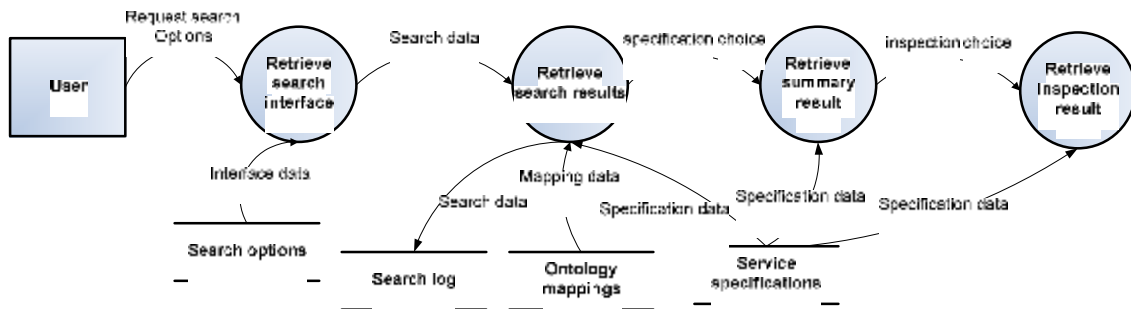 Request search
Options
Search data
specification choice
inspection choice
User
Retrieve
search
interface
Retrieve
search results
Retrieve
summary
result
Retrieve
Inspection
result
Interface data
Mapping data
Search data
Specification data
Specification data
Specification data
Search options
Search log
Ontology
mappings
Service
specifications